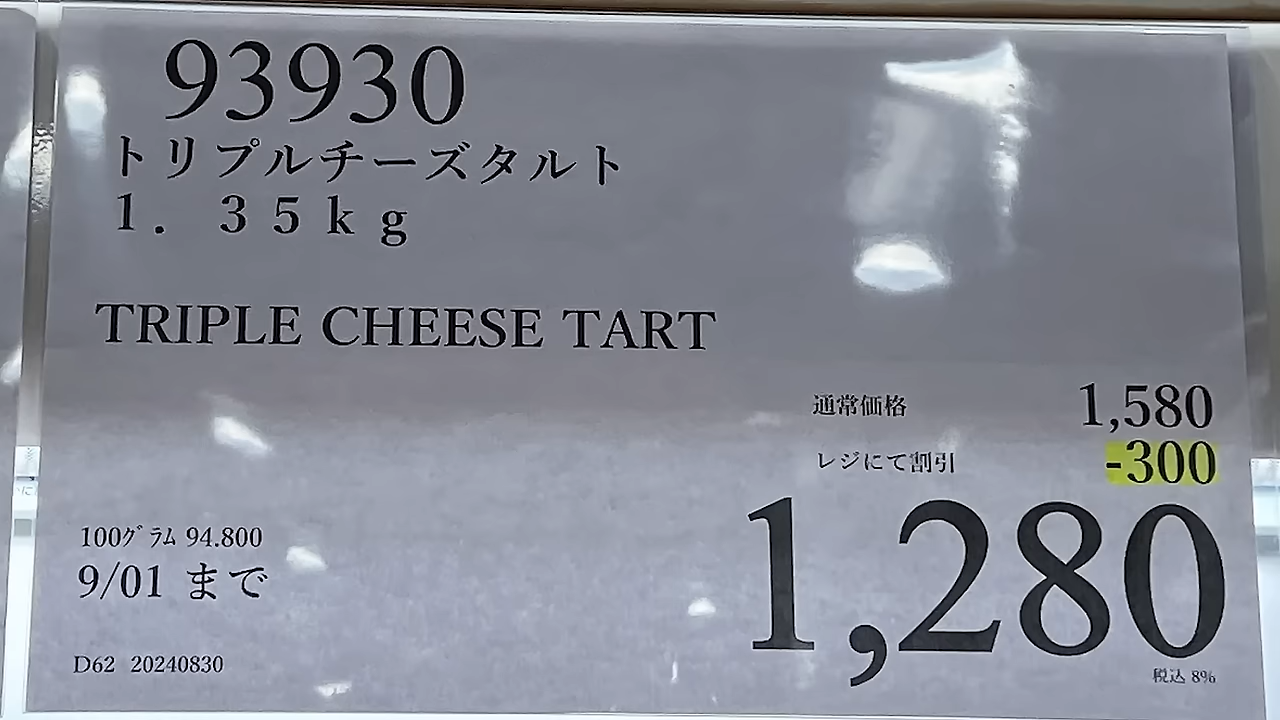 93930
トリプルチーズタルト
１．３５ｋｇ
TRIPLE CHEESE TART
通常価格 1,580
レジにて割引 -300
1,280
税込 8%
100ｸﾞﾗﾑ 94.800
9/01 まで
D62 20240830